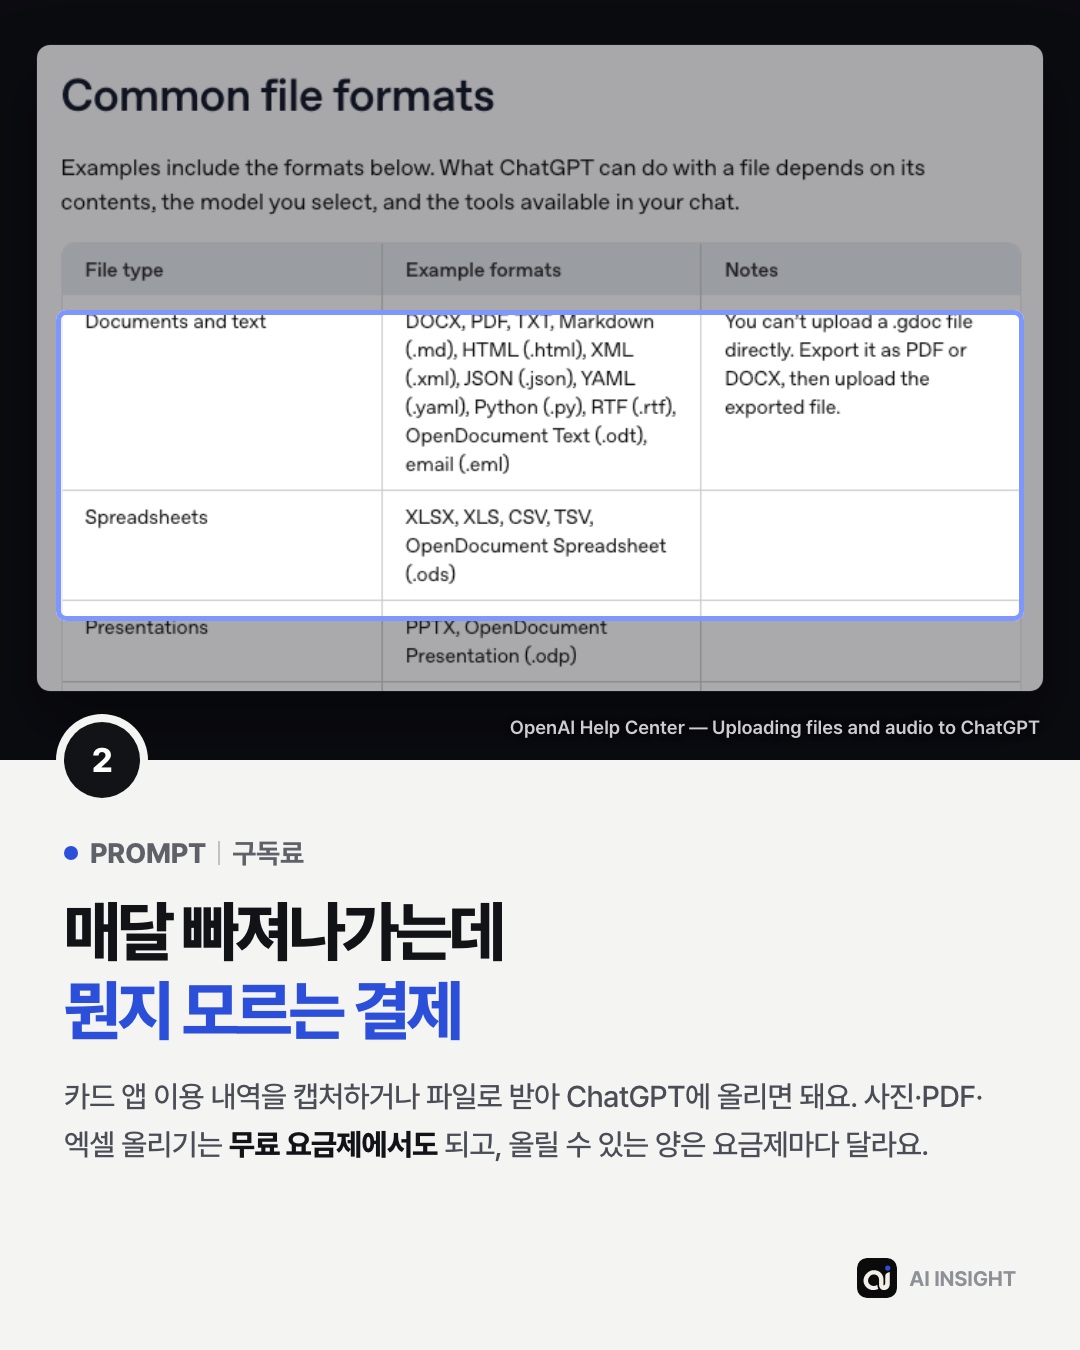 Common file formats
Examples include the formats below. What ChatGPT can do with a file depends on its
contents, the model you select, and the tools available in your chat.
File type
Example formats
Notes
Documents and text
DOCX, PDF, TXT, Markdown
(.md), HTML (.html), XML
(.xml), JSON (.json), YAML
(.yaml), Python (.py), RTF (.rtf),
OpenDocument Text (.odt),
email (.eml)
You can't upload a .gdoc file
directly. Export it as PDF or
DOCX, then upload the
exported file.
Spreadsheets
XLSX, XLS, CSV, TSV,
OpenDocument Spreadsheet
(.ods)
Presentations
PPTX, OpenDocument
Presentation (.odp)
OpenAI Help Center — Uploading files and audio to ChatGPT
2
PROMPT | 구독료
매달 빠져나가는데
뭔지 모르는 결제
카드 앱 이용 내역을 캡처하거나 파일로 받아 ChatGPT에 올리면 돼요. 사진·PDF·
엑셀 올리기는 무료 요금제에서도 되고, 올릴 수 있는 양은 요금제마다 달라요.
ai AI INSIGHT